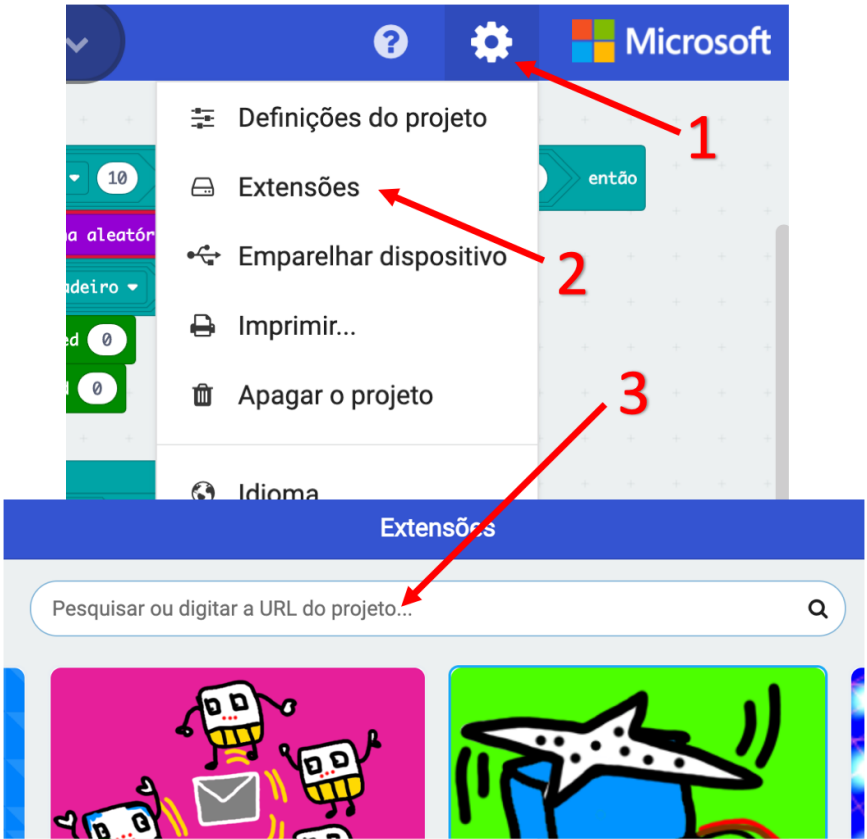 Microsoft
Definições do projeto
1
10
Extensões
então
a aleatór
Emparelhar dispositivo
2
adeiro
ed 0
Imprimir...
0
Apagar o projeto
3
Idioma
Extensões
Pesquisar ou digitar a URL do projeto...